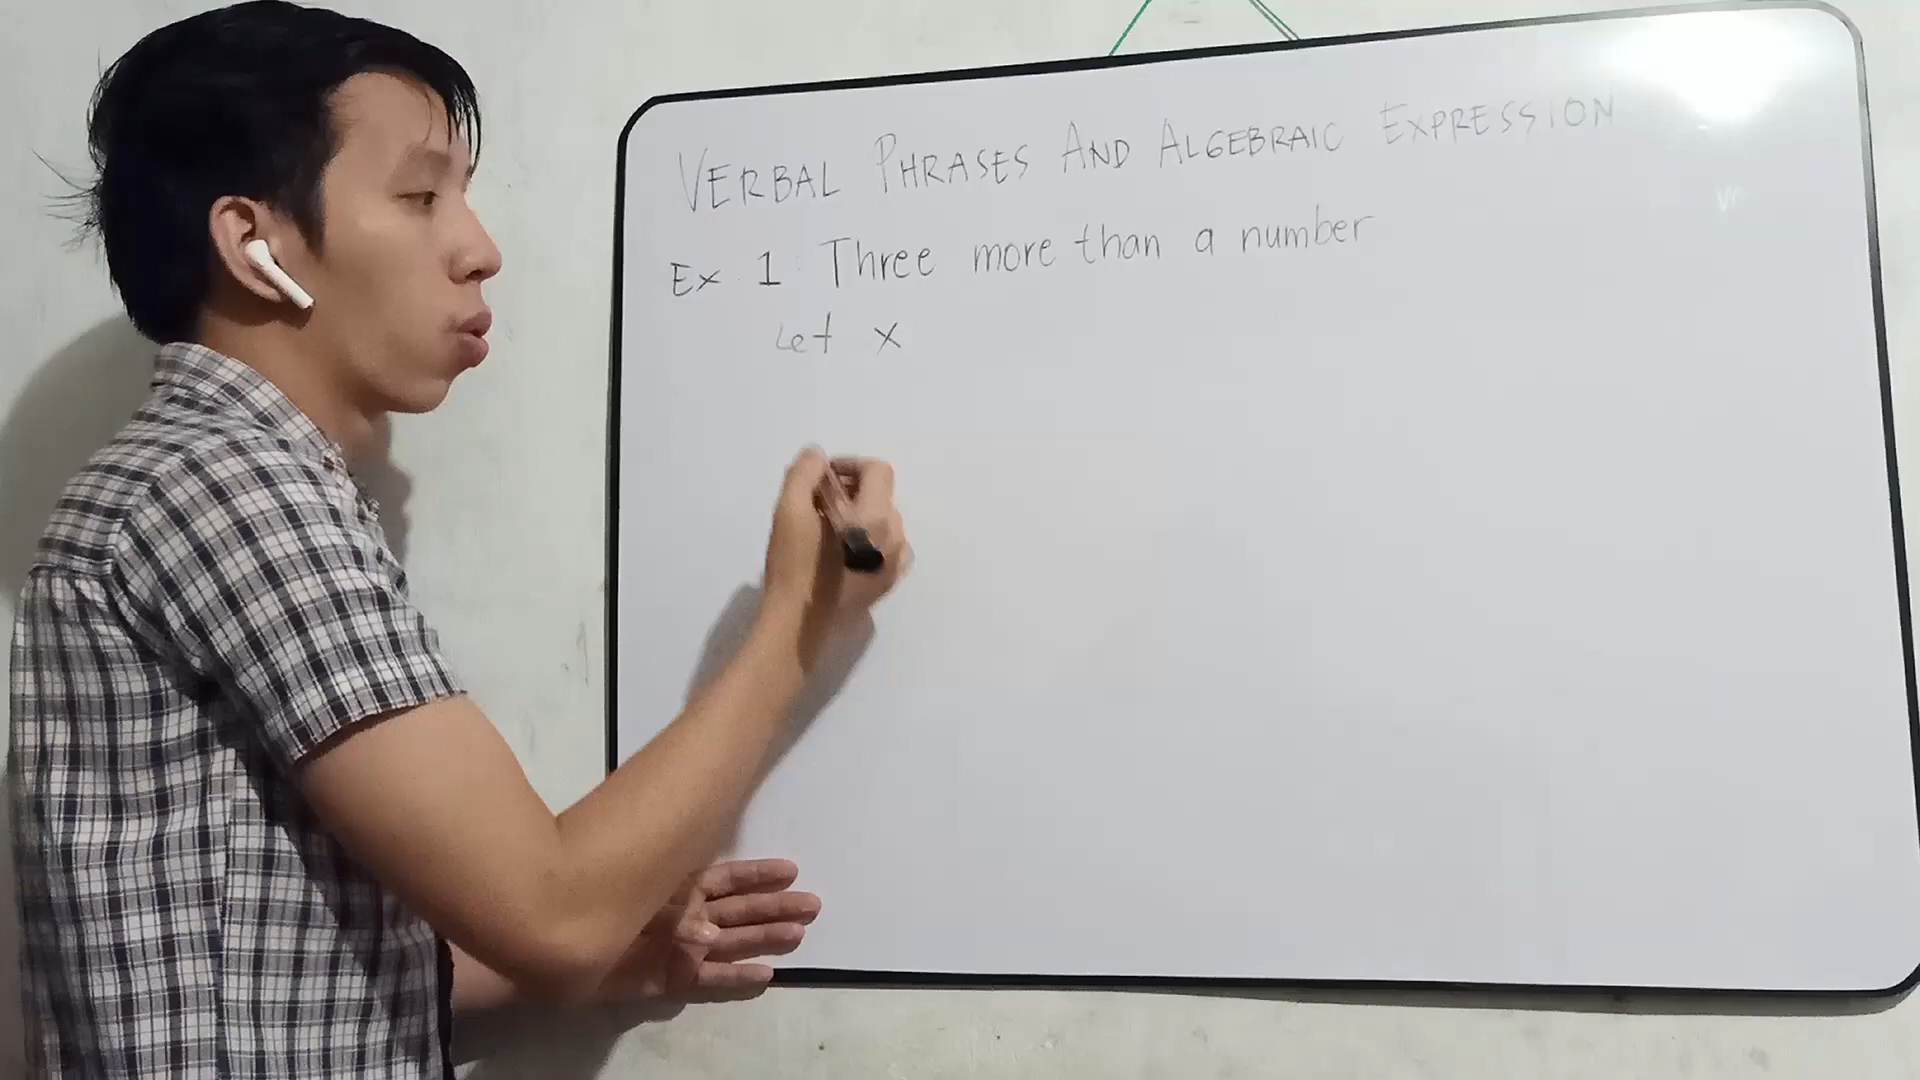 VERBAL PHRASES AND ALGEBRAIC EXPRESSION
Ex. 1: Three more than a number
Let x